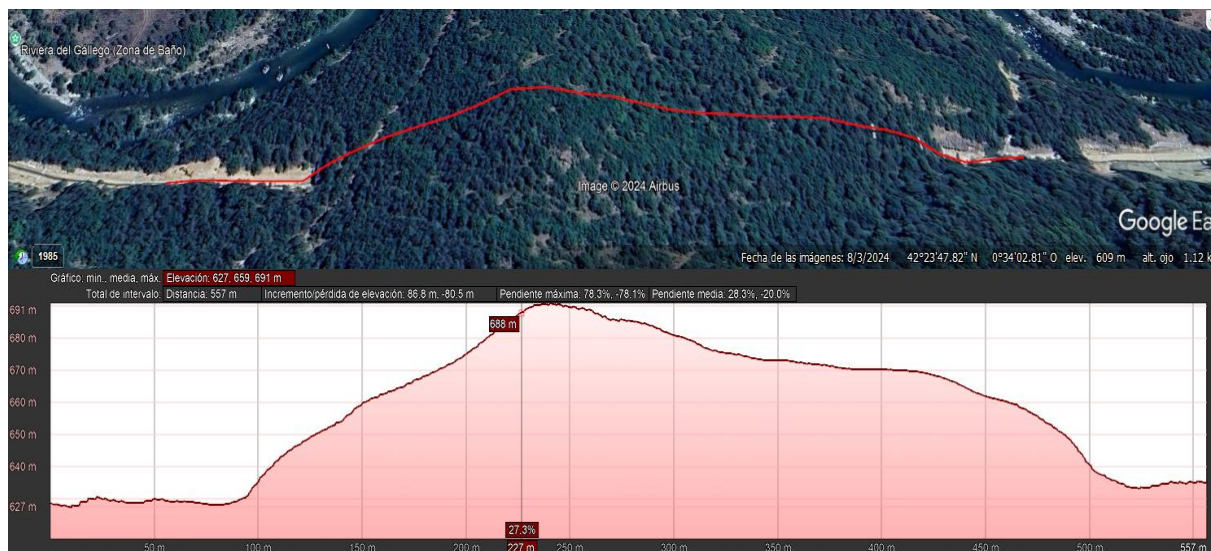 Riviera del Gállego (Zona de Baño)
Image © 2024 Airbus
Google Ea
1985
Fecha de las imágenes: 8/3/2024 42°23'47.82" N 0°34'02.81" O elev. 609 m alt. ojo 1.12 k
Gráfico: min., media, máx. Elevación: 627, 659, 691 m
Total de intervalo: Distancia: 557 m Incremento/pérdida de elevación: 86.8 m, -80.5 m Pendiente máxima: 78.3%, -78.1% Pendiente media: 28.3%, -20.0%
691 m
688 m
680 m
670 m
660 m
650 m
640 m
627 m
27.3%
50 m 100 m 150 m 200 m 227 m 250 m 300 m 350 m 400 m 450 m 500 m 557 m